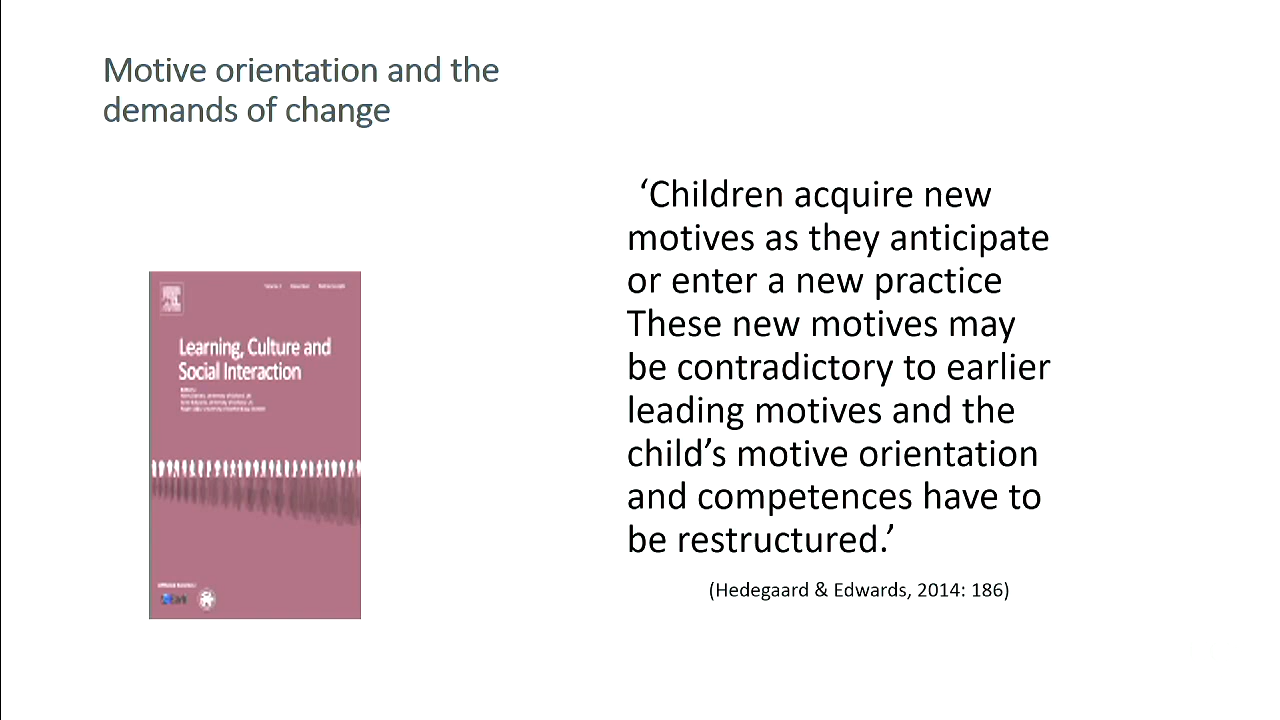 Motive orientation and the
demands of change
‘Children acquire new
motives as they anticipate
or enter a new practice
These new motives may
be contradictory to earlier
leading motives and the
child’s motive orientation
and competences have to
be restructured.’
(Hedegaard & Edwards, 2014: 186)
Learning, Culture and
Social Interaction